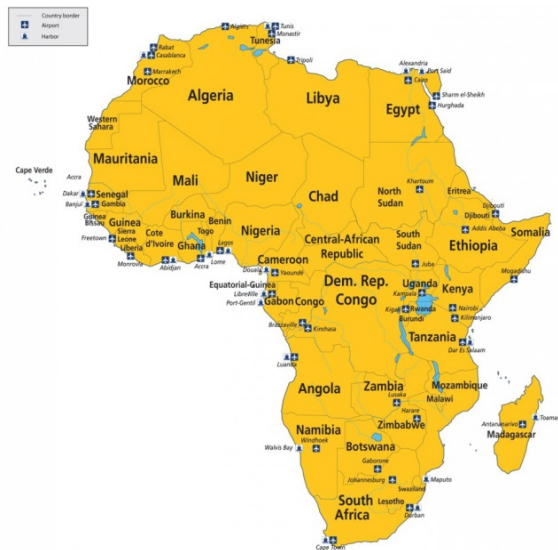 Country border
Airport
Harbor
Algiers
Tunis
Monastir
Tunisia
Rabat
Casablanca
Marrakech
Morocco
Tripoli
Alexandria
Port Said
Cairo
Sharm el-Sheikh
Hurghada
Algeria
Libya
Egypt
Western
Sahara
Mauritania
Cape Verde
Mali
Niger
Chad
North
Sudan
Khartoum
Eritrea
Accra
Dakar
Senegal
Banjul
Gambia
Guinea
Bissau
Guinea
Sierra
Leone
Freetown
Liberia
Monrovia
Cote
d'Ivoire
Abidjan
Burkina
Ghana
Accra
Togo
Lome
Benin
Lagos
Nigeria
Djibouti
Djibouti
Addis Abeba
Ethiopia
Somalia
Mogadishu
South
Sudan
Jube
Central-African
Republic
Cameroon
Douala
Yaoundé
Equatorial-Guinea
Libreville
Port-Gentil
Gabon
Congo
Dem. Rep.
Congo
Brazzaville
Kinchasa
Uganda
Kampala
Kenya
Nairobi
Kilimanjaro
Kigali
Rwanda
Burundi
Tanzania
Dar Es Salaam
Luanda
Angola
Zambia
Lusaka
Mozambique
Malawi
Harare
Zimbabwe
Namibia
Windhoek
Walvis Bay
Botswana
Gaborone
Johannesburg
Swaziland
Maputo
South
Africa
Lesotho
Durban
Cape Town
Toama
Antananarivo
Madagascar